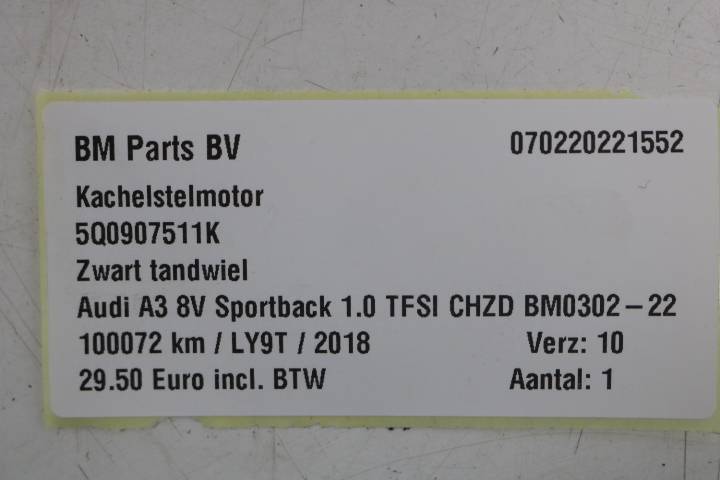 BM Parts BV 070220221552
Kachelstelmotor
5Q0907511K
Zwart tandwiel
Audi A3 8V Sportback 1.0 TFSI CHZD BM0302-22
100072 km / LY9T / 2018 Verz: 10
29.50 Euro incl. BTW Aantal: 1